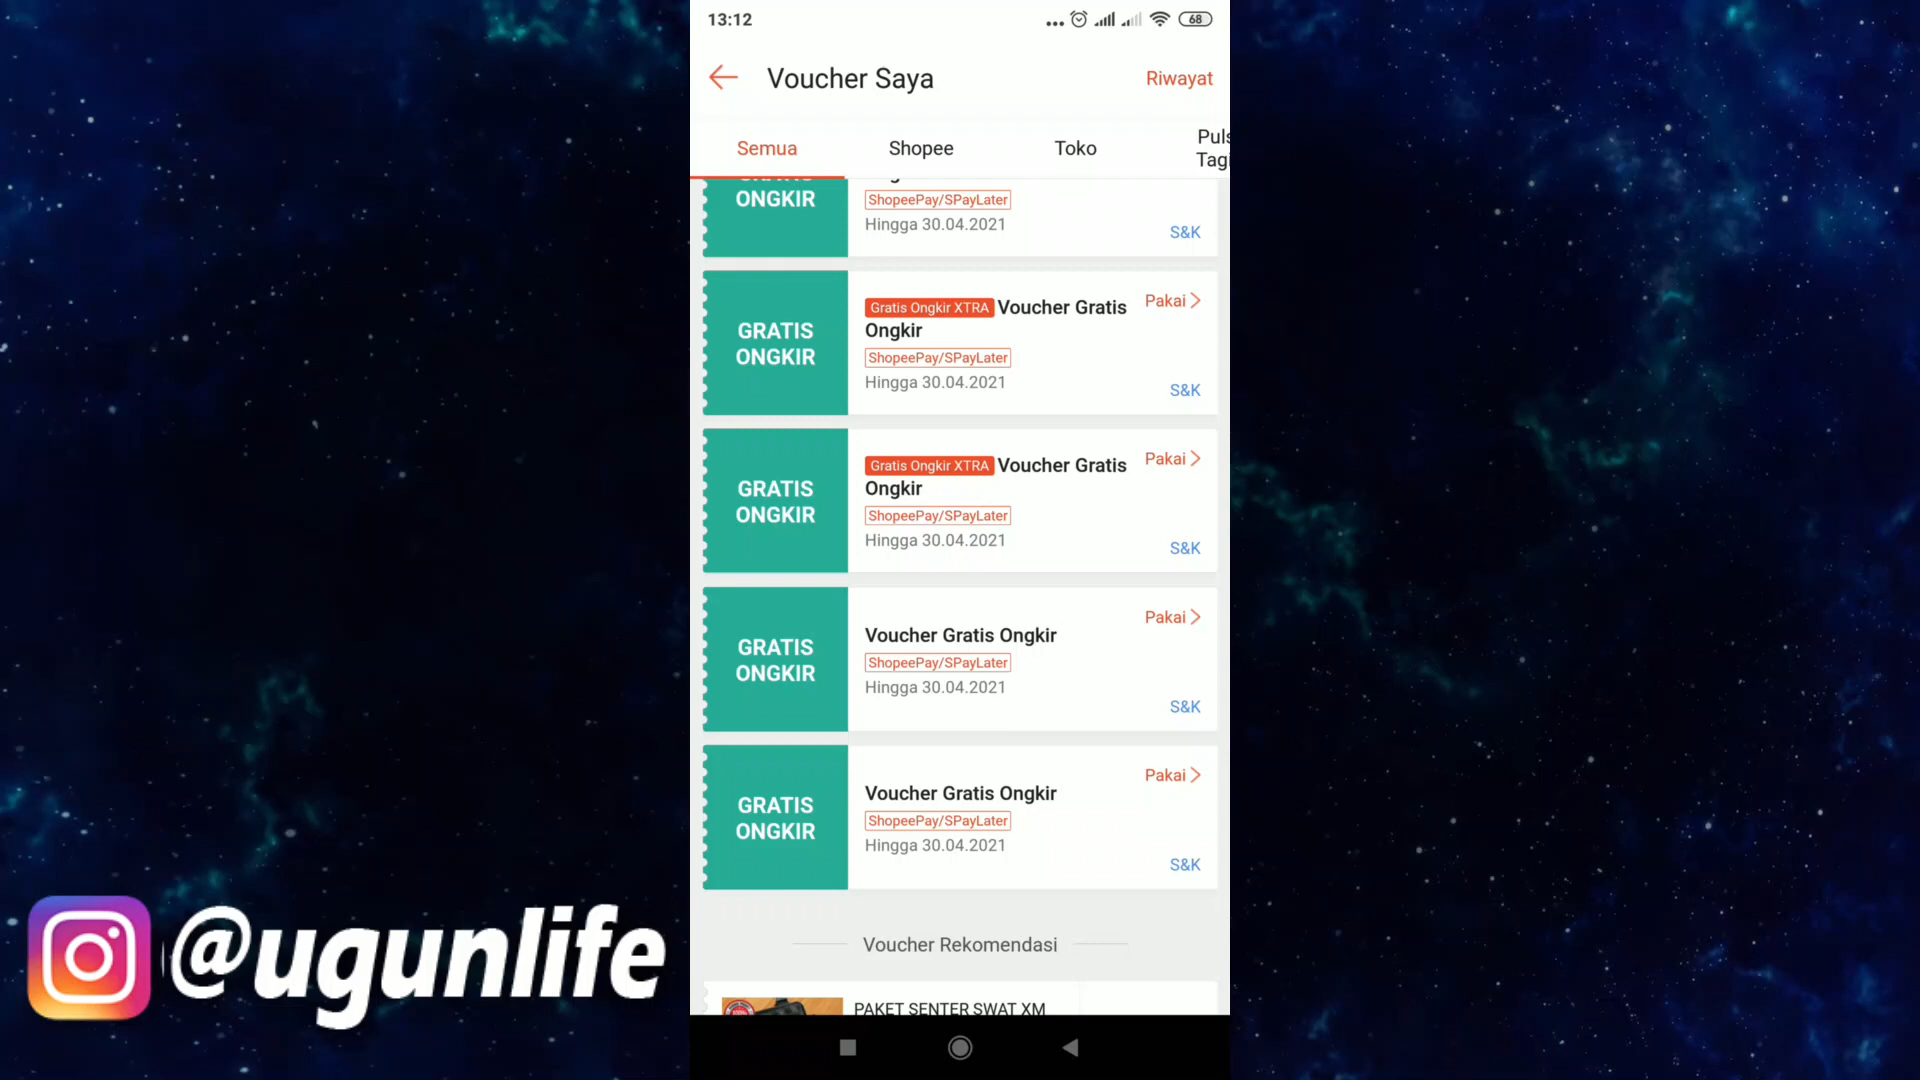 13:12
68
Voucher Saya
Riwayat
Semua
Shopee
Toko
Puls
Tagi
ONGKIR
ShopeePay/SPayLater
Hingga 30.04.2021
S&K
GRATIS
ONGKIR
Gratis Ongkir XTRA Voucher Gratis
Ongkir
Pakai
ShopeePay/SPayLater
Hingga 30.04.2021
S&K
GRATIS
ONGKIR
Gratis Ongkir XTRA Voucher Gratis
Ongkir
Pakai
ShopeePay/SPayLater
Hingga 30.04.2021
S&K
GRATIS
ONGKIR
Voucher Gratis Ongkir
Pakai
ShopeePay/SPayLater
Hingga 30.04.2021
S&K
GRATIS
ONGKIR
Voucher Gratis Ongkir
Pakai
ShopeePay/SPayLater
Hingga 30.04.2021
S&K
Voucher Rekomendasi
PAKET SENTER SWAT XM
@ugunlife